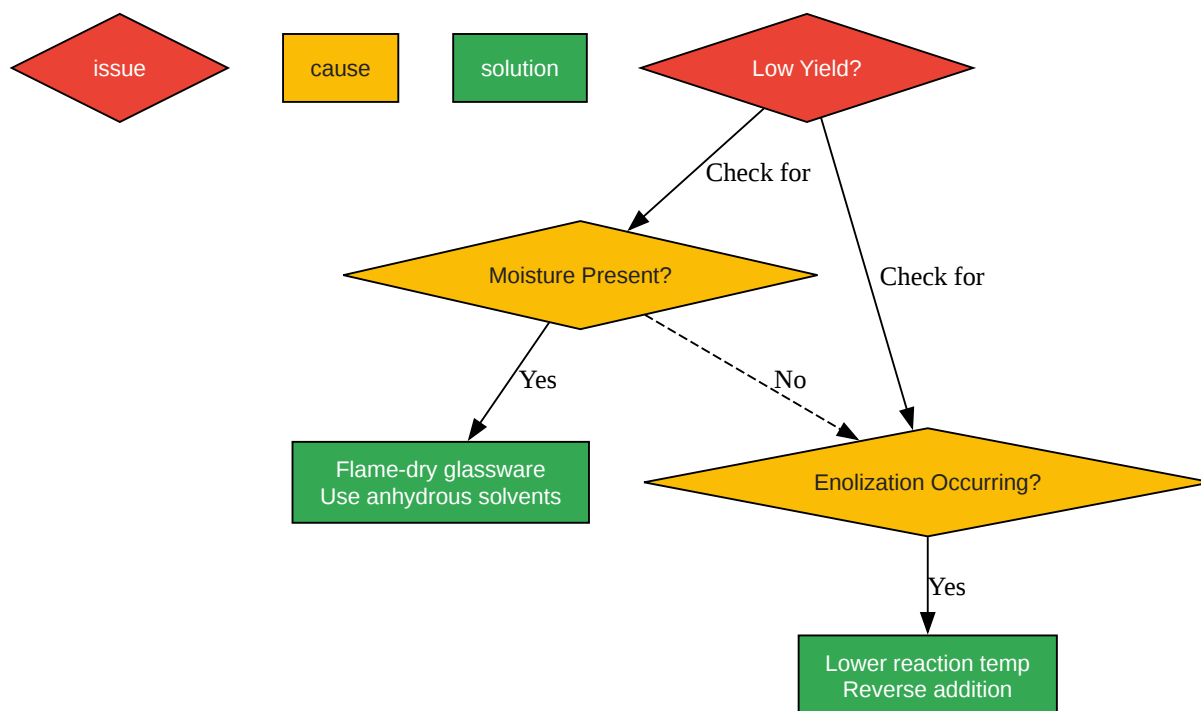 issue
cause
solution
Low Yield?
Check for
Moisture Present?
Check for
Yes
No
Flame-dry glassware
Use anhydrous solvents
Enolization Occurring?
Yes
Lower reaction temp
Reverse addition